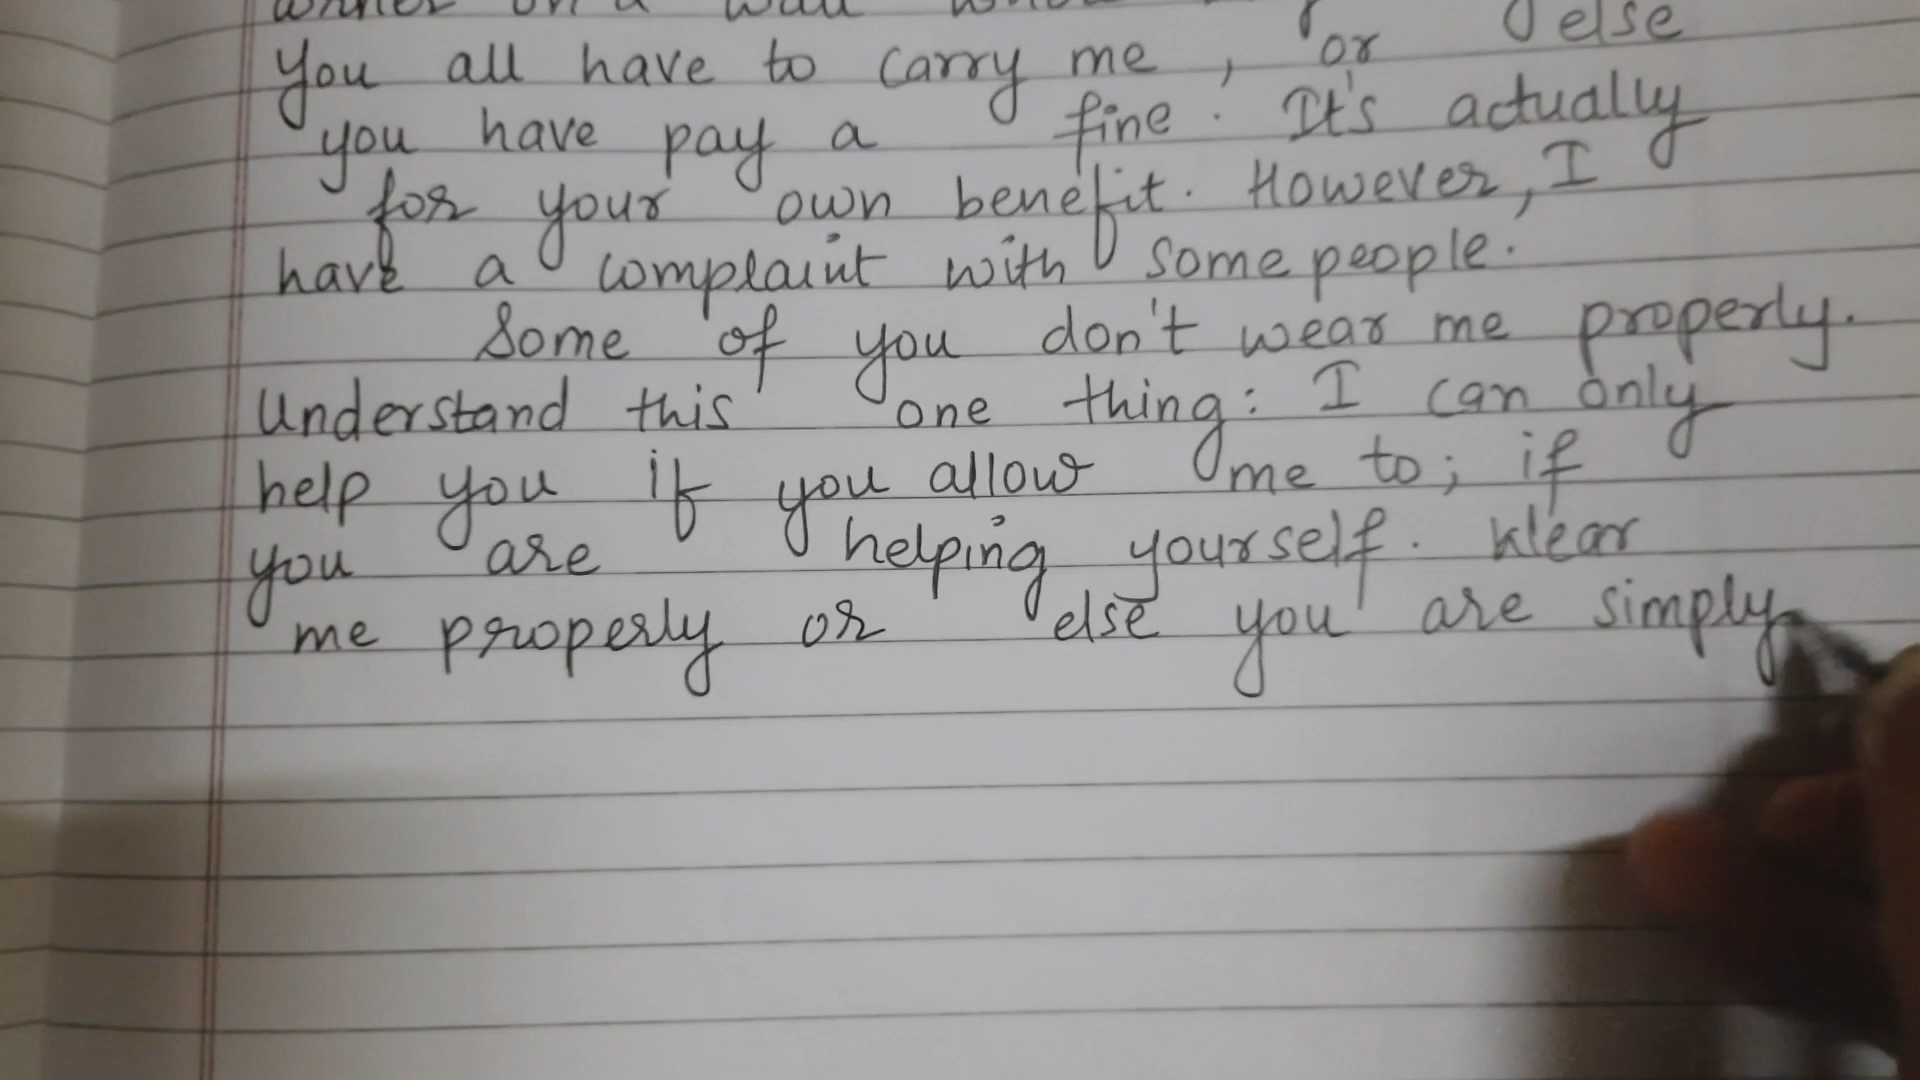 on a wall
You all have to carry me, or else
you have pay a fine. It's actually
for your own benefit. However, I
have a complaint with some people.
Some of you don't wear me properly.
Understand this one thing: I can only
help you if you allow me to; if
you are helping yourself. Wear
me properly or else you are simply